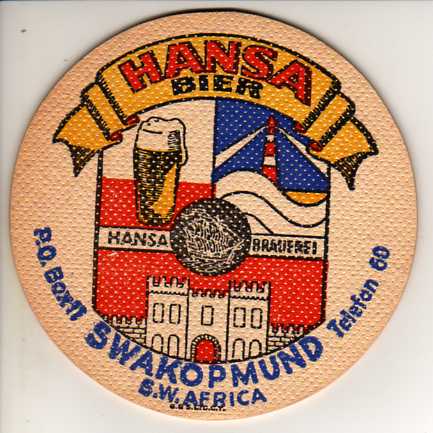 HANSA
BIER
HANSA BRAUEREI
P.O. Box 11 SWAKOPMUND Telefon 60
S.W. AFRICA